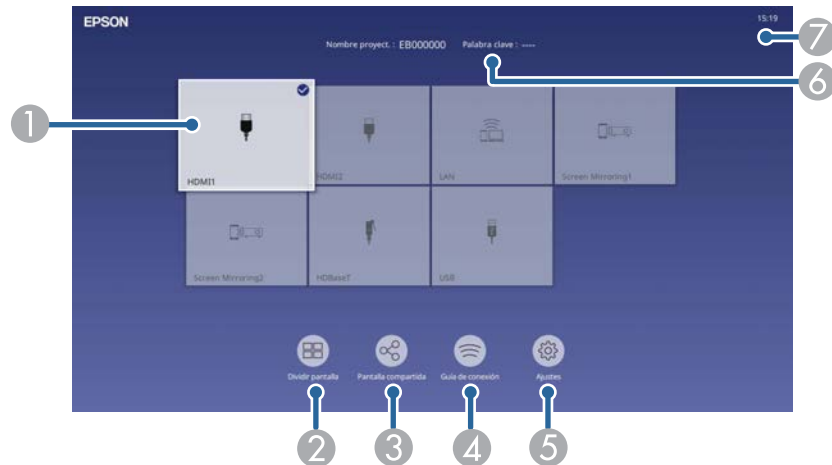 EPSON
15:19
Nombre proyect. : EB000000 Palabra clave : ----
7
6
1
HDMI1
HDMI2
LAN
Screen Mirroring1
Screen Mirroring2
HDBaseT
USB
Dividir pantalla
Pantalla compartida
Guía de conexión
Ajustes
2
3
4
5